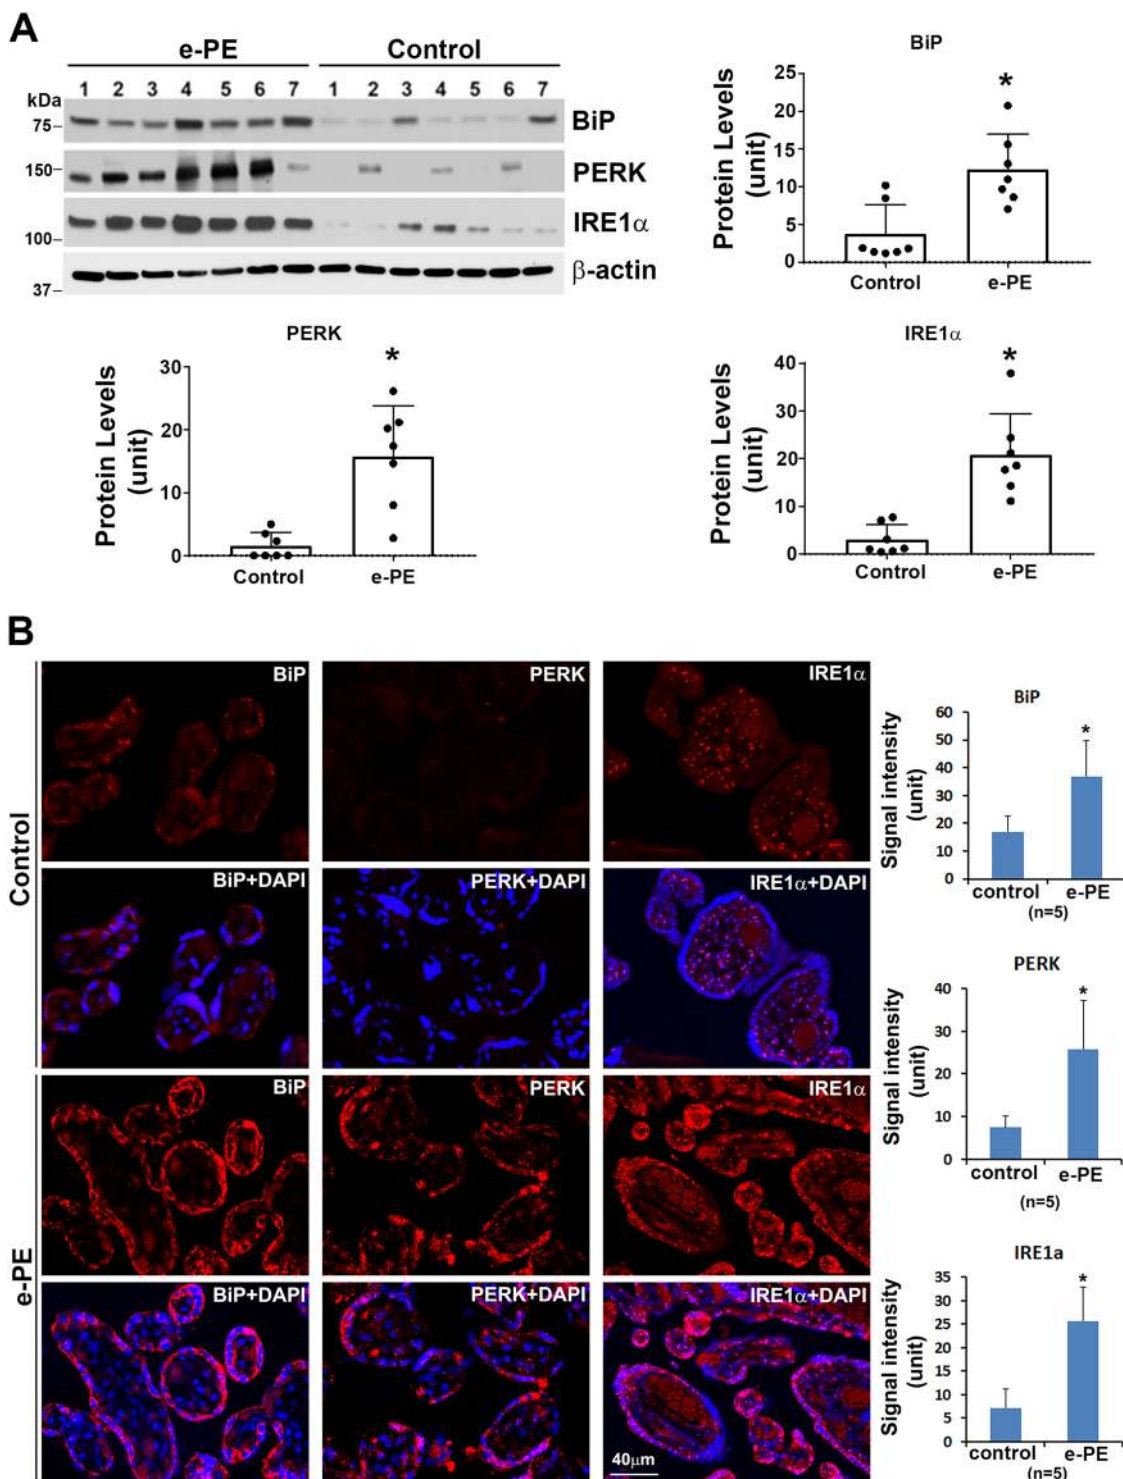 A
e-PE Control
1 2 3 4 5 6 7 1 2 3 4 5 6 7
kDa
75 BiP
150 PERK
100 IRE1α
37 β-actin
BiP
Protein Levels
(unit)
25
20
15
10
5
0
*
Control e-PE
PERK
Protein Levels
(unit)
30
20
10
0
*
Control e-PE
IRE1α
Protein Levels
(unit)
40
30
20
10
0
*
Control e-PE
B
Control
BiP PERK IRE1α
BiP+DAPI PERK+DAPI IRE1α+DAPI
e-PE
BiP PERK IRE1α
BiP+DAPI PERK+DAPI IRE1α+DAPI
40μm
BiP
Signal intensity
(unit)
60
50
40
30
20
10
0
*
control e-PE
(n=5)
PERK
Signal intensity
(unit)
40
30
20
10
0
*
control e-PE
(n=5)
IRE1a
Signal intensity
(unit)
35
30
25
20
15
10
5
0
*
control e-PE
(n=5)